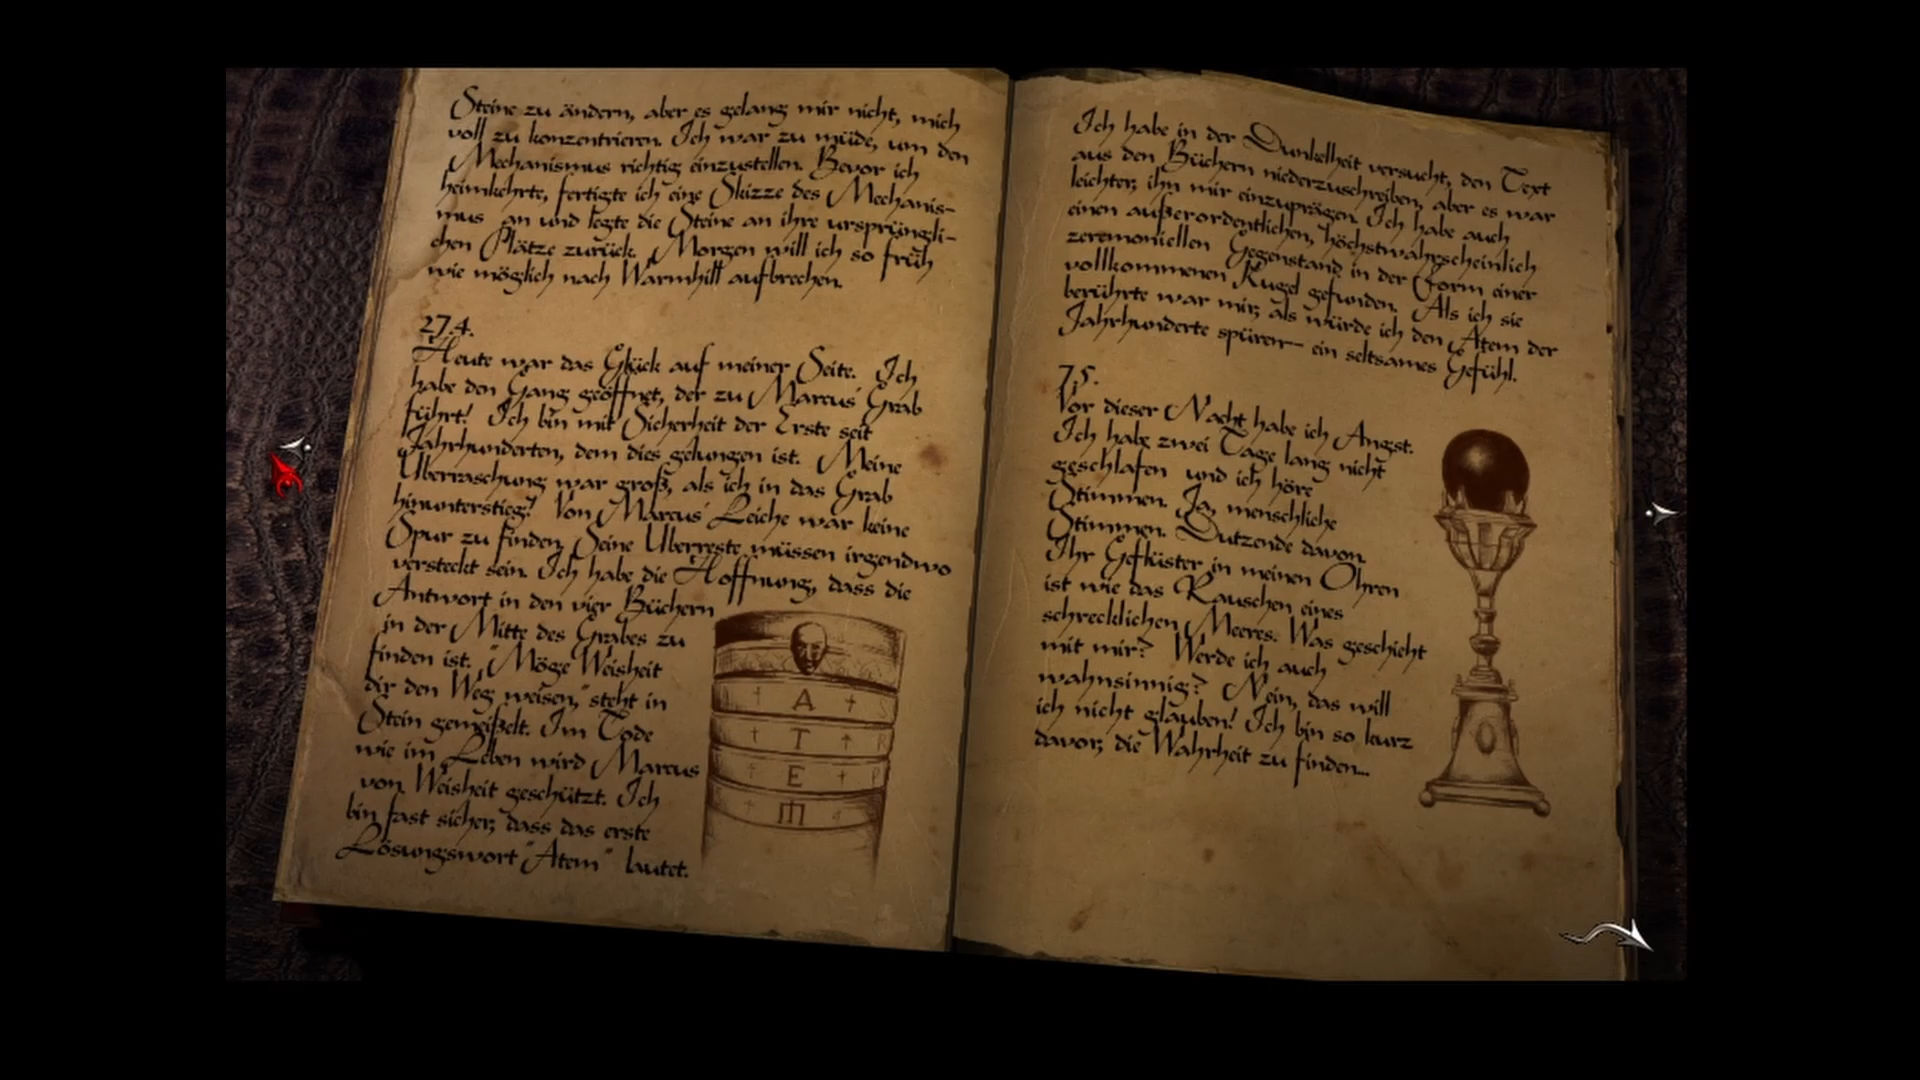 Steine zu ändern, aber es gelang mir nicht, mich
voll zu konzentrieren. Ich war zu müde, um den
Mechanismus richtig einzustellen. Bevor ich
heimkehrte, fertigte ich eine Skizze des Mechanis-
mus an und legte die Steine an ihre ursprüngli-
chen Plätze zurück. Morgen will ich so früh
wie möglich nach Warmhill aufbrechen.
27.4.
Heute war das Glück auf meiner Seite. Ich
habe den Gang geöffnet, der zu Marcus' Grab
führt! Ich bin mit Sicherheit der Erste seit
Jahrhunderten, dem dies gelungen ist. Meine
Überraschung war groß, als ich in das Grab
hinunterstieg! Von Marcus' Leiche war keine
Spur zu finden. Seine Überreste müssen irgendwo
versteckt sein. Ich habe die Hoffnung, dass die
Antwort in den vier Büchern
in der Mitte des Grabes zu
finden ist. "Möge Weisheit
dir den Weg weisen," steht in
Stein gemeißelt. Im Tode
wie im Leben wird Marcus
von Weisheit geschützt. Ich
bin fast sicher, dass das erste
Lösungswort "Atem" lautet.
A
T
E
M
Ich habe in der Dunkelheit versucht, den Text
aus den Büchern niederzuschreiben, aber es war
leichter, ihn mir einzuprägen. Ich habe auch
einen außerordentlichen, höchstwahrscheinlich
zeremoniellen Gegenstand in der Form einer
vollkommenen Kugel gefunden. Als ich sie
berührte war mir, als würde ich den Atem der
Jahrhunderte spüren- ein seltsames Gefühl.
7.5.
Vor dieser Nacht habe ich Angst.
Ich habe zwei Tage lang nicht
geschlafen und ich höre
Stimmen. Ja, menschliche
Stimmen. Dutzende davon.
Ihr Geflüster in meinen Ohren
ist wie das Rauschen eines
schrecklichen Meeres. Was geschieht
mit mir? Werde ich auch
wahnsinnig? Nein, das will
ich nicht glauben! Ich bin so kurz
davor, die Wahrheit zu finden...